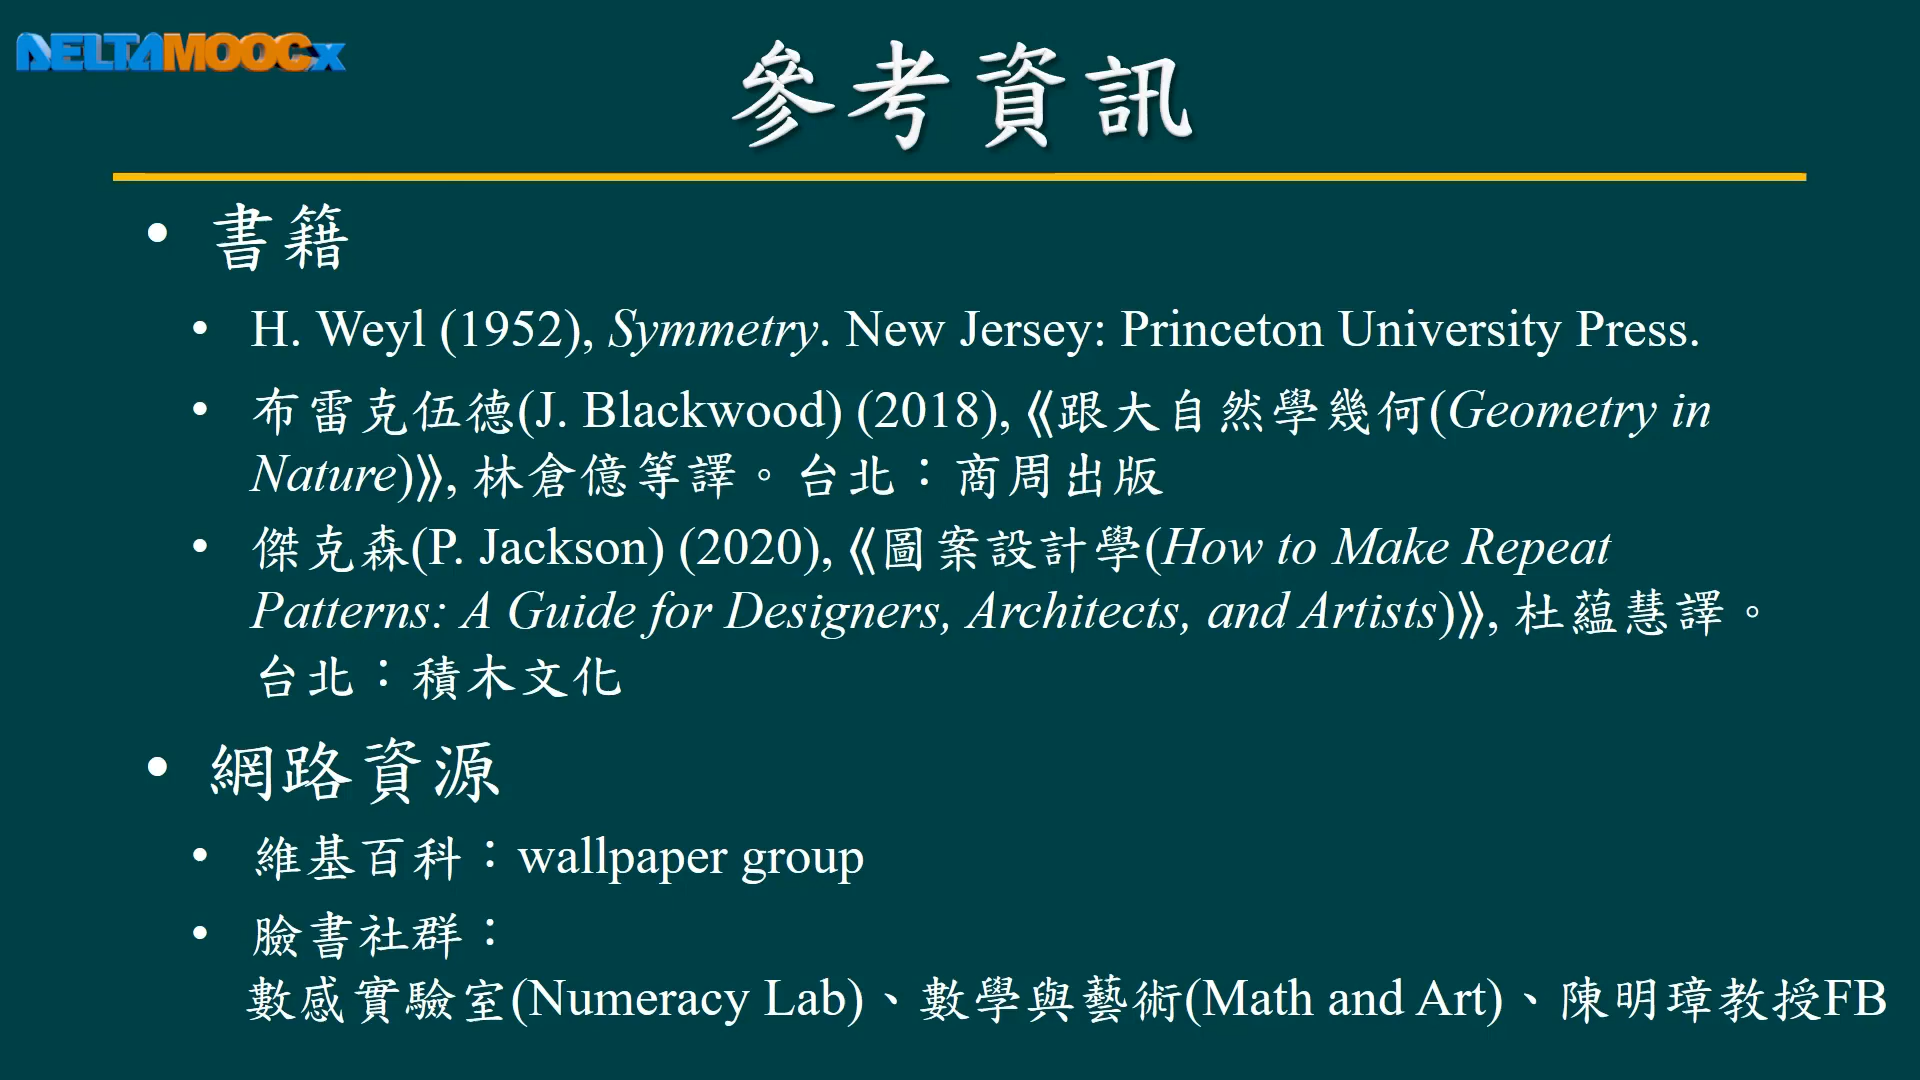 DELTAMOOCx
參考資訊
• 書籍
• H. Weyl (1952), Symmetry. New Jersey: Princeton University Press.
• 布雷克伍德(J. Blackwood) (2018), 《跟大自然學幾何(Geometry in
Nature)》, 林倉億等譯。台北：商周出版
• 傑克森(P. Jackson) (2020), 《圖案設計學(How to Make Repeat
Patterns: A Guide for Designers, Architects, and Artists)》, 杜蘊慧譯。
台北：積木文化
• 網路資源
• 維基百科：wallpaper group
• 臉書社群：
數感實驗室(Numeracy Lab)、數學與藝術(Math and Art)、陳明璋教授FB